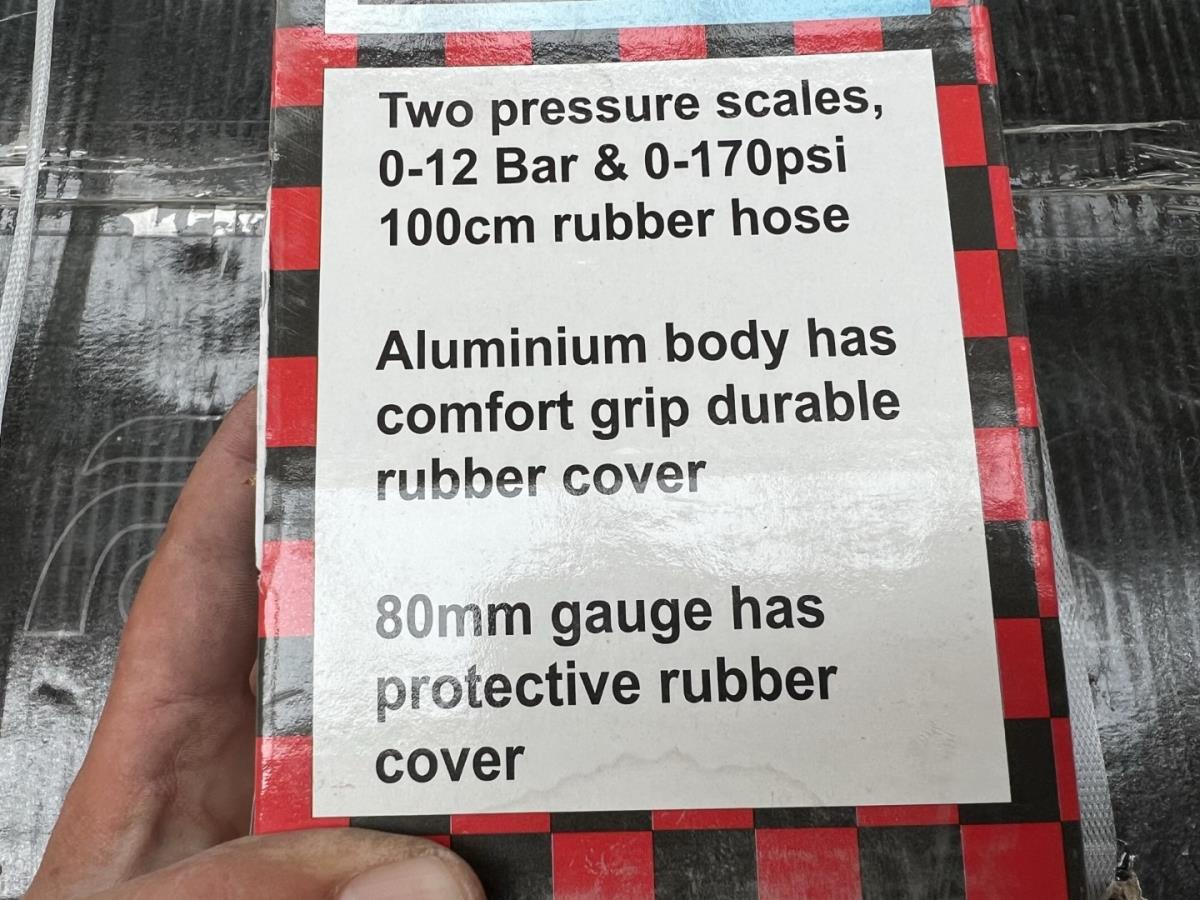 Two pressure scales,
0-12 Bar & 0-170psi
100cm rubber hose
Aluminium body has
comfort grip durable
rubber cover
80mm gauge has
protective rubber
cover